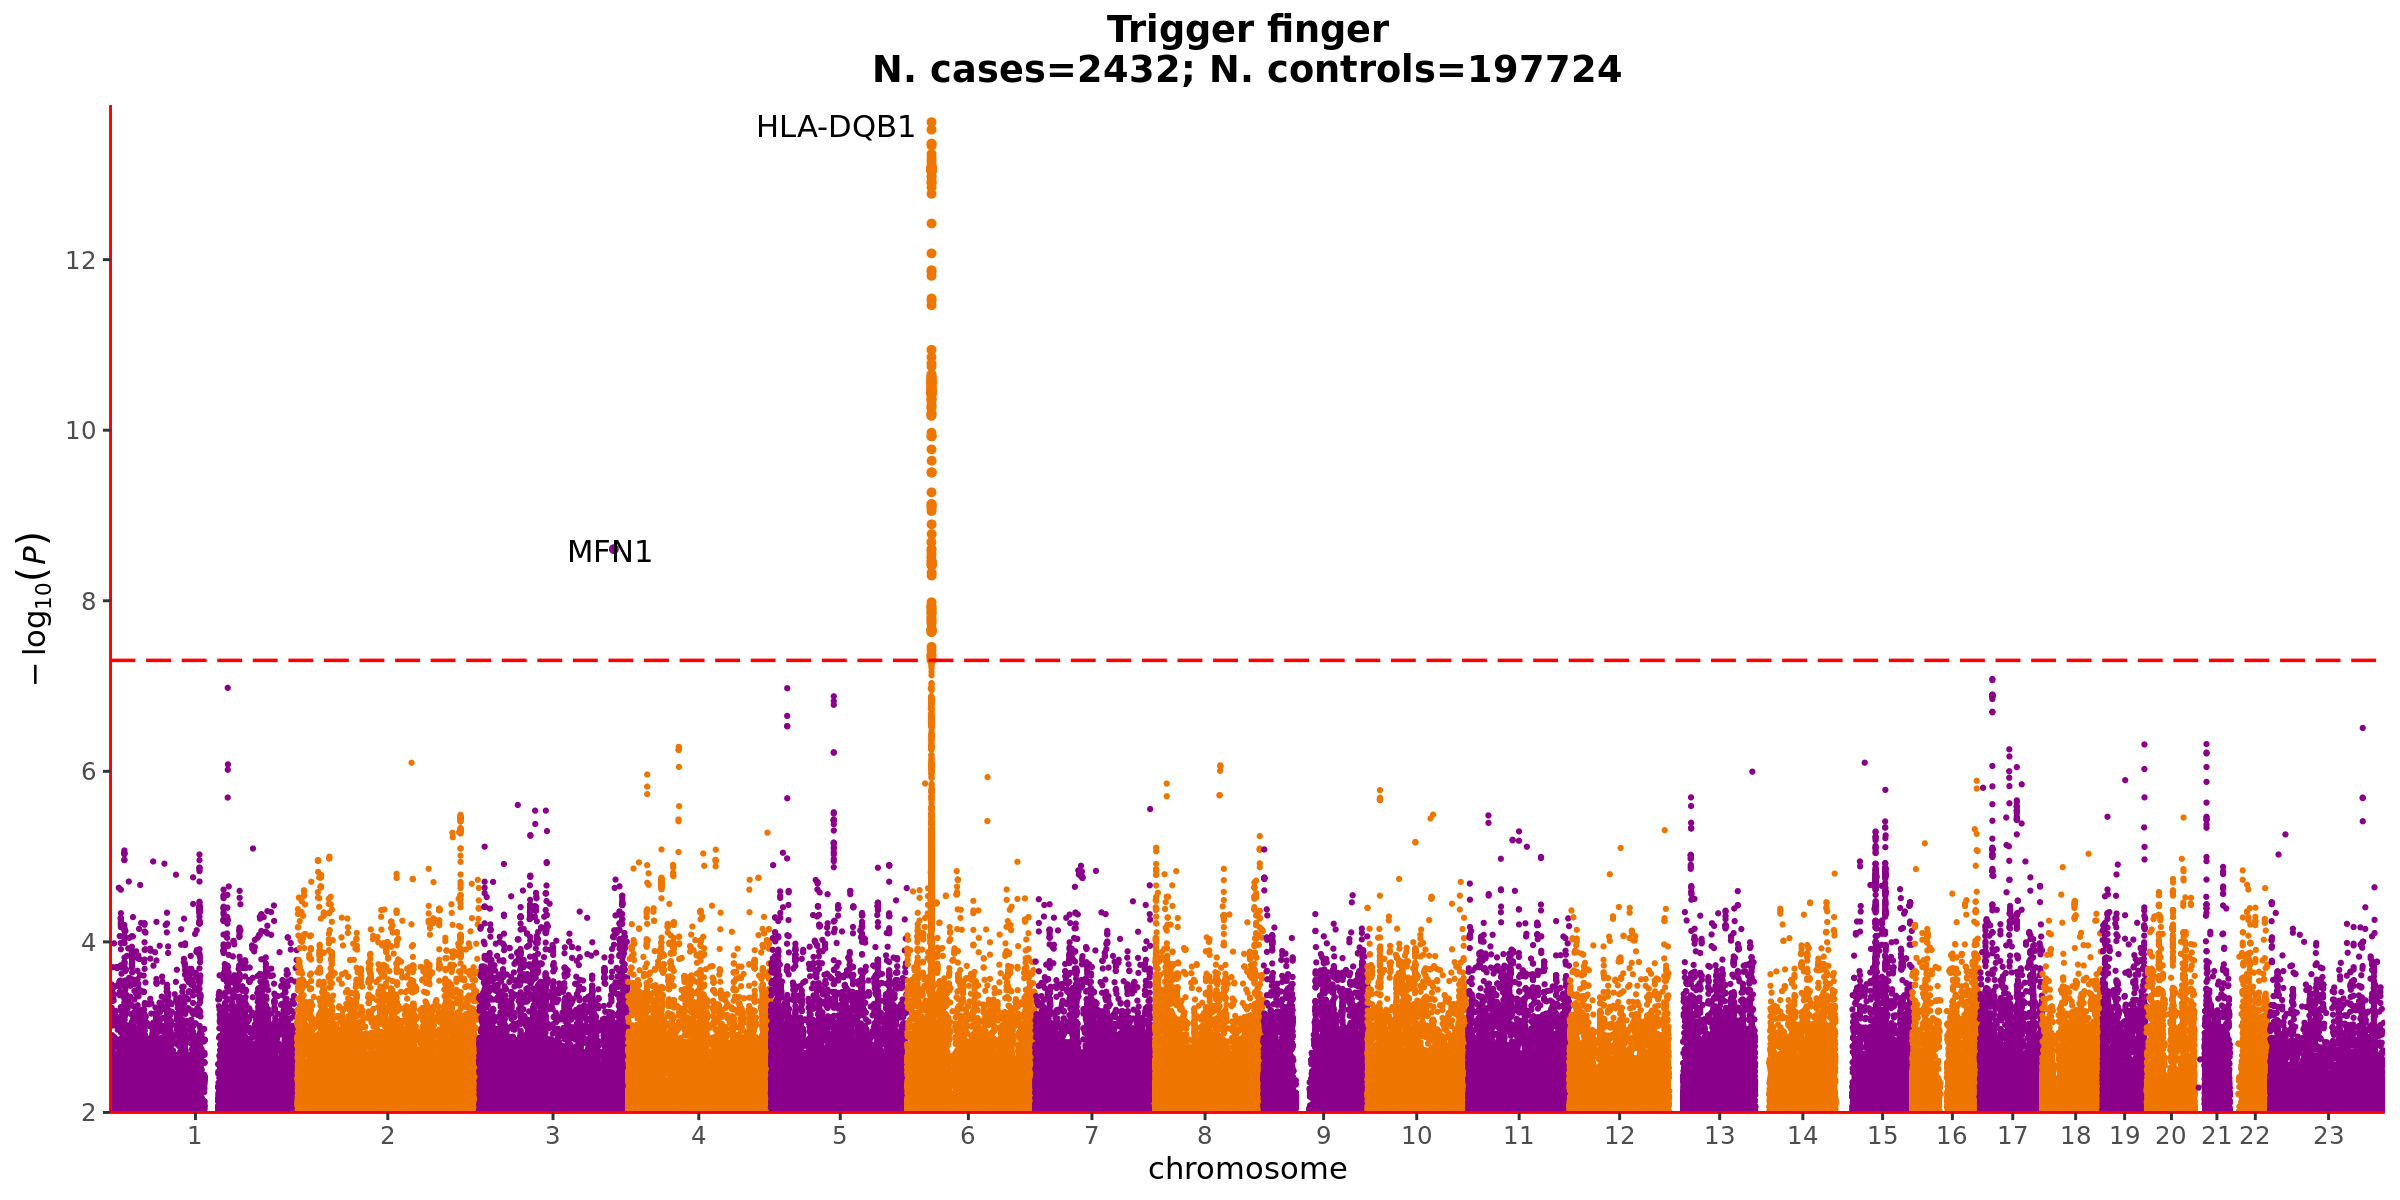 Trigger finger
N. cases=2432; N. controls=197724
HLA-DQB1
MFN1
12
10
8
6
4
2
−log10(P)
1 2 3 4 5 6 7 8 9 10 11 12 13 14 15 16 17 18 19 20 21 22 23
chromosome